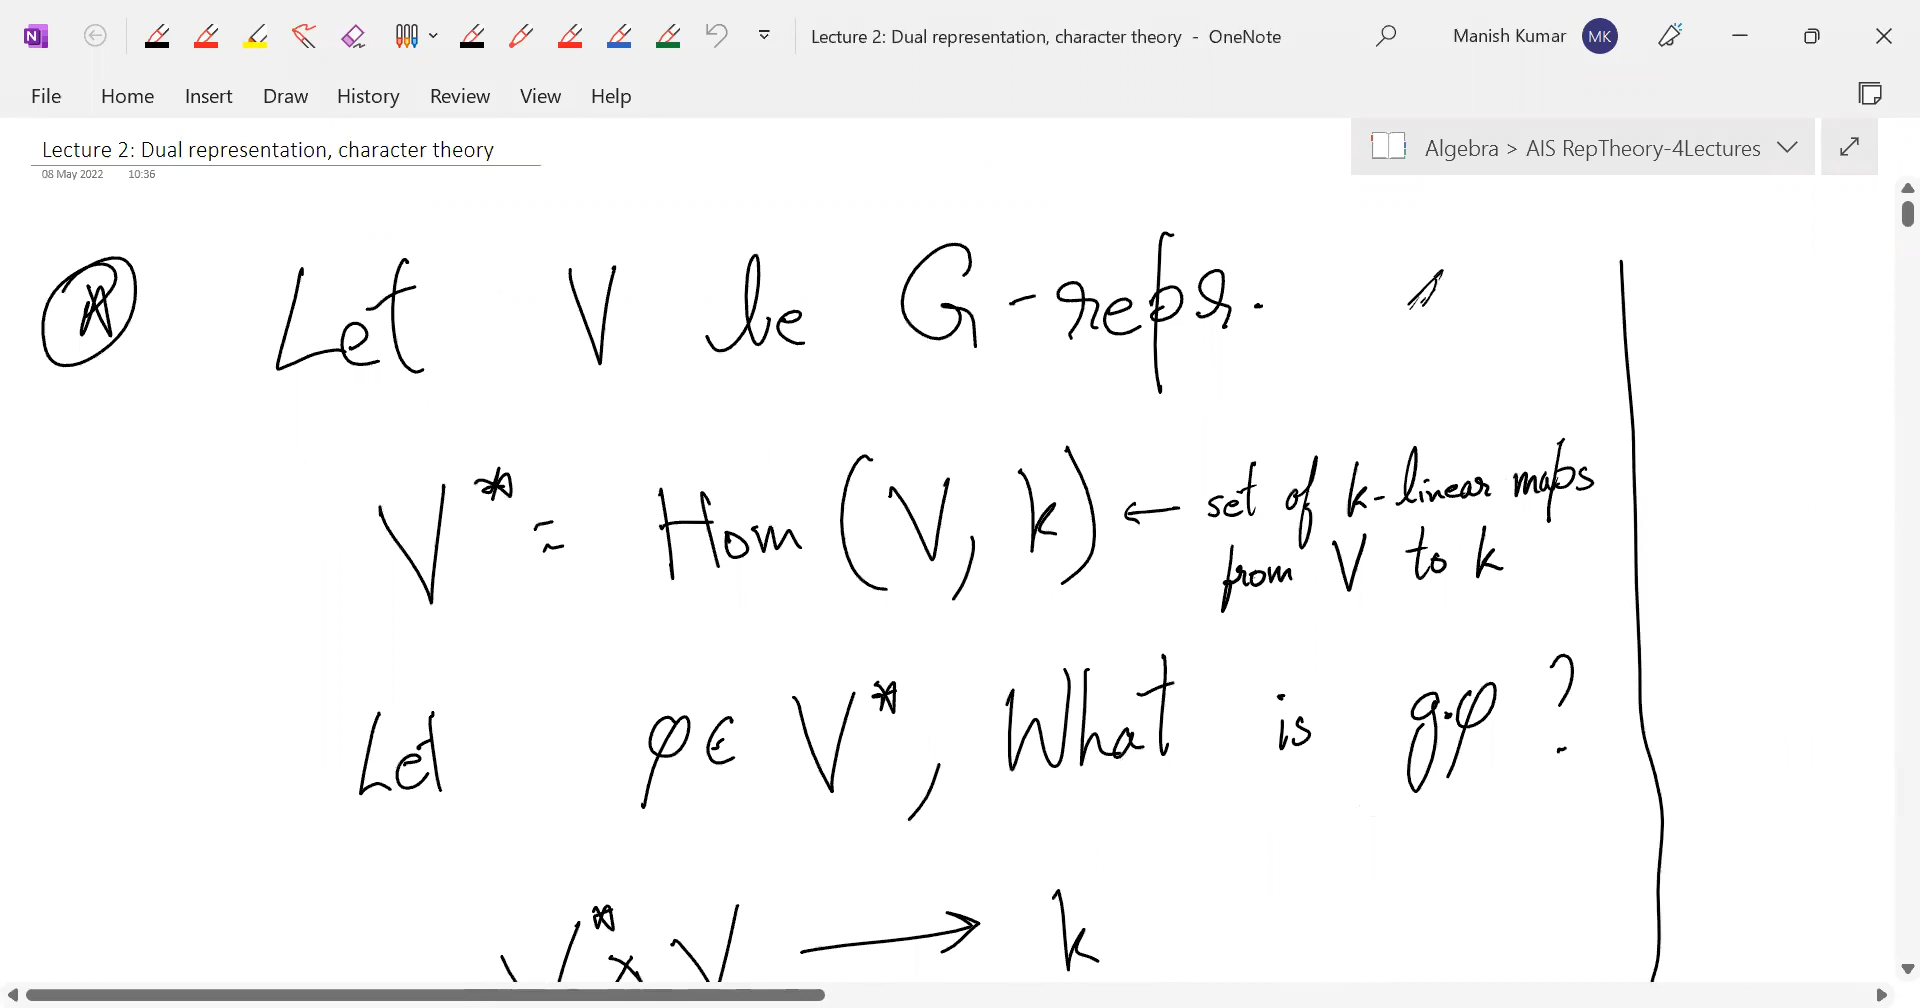 Lecture 2: Dual representation, character theory - OneNote
Manish Kumar MK
File Home Insert Draw History Review View Help
Lecture 2: Dual representation, character theory
Algebra > AIS RepTheory-4Lectures
08 May 2022 10:36
Let V be G-repr.
V* = Hom (V, k) ← set of k-linear maps
from V to k
Let φ ∈ V*, What is g.φ ?
V* × V → k